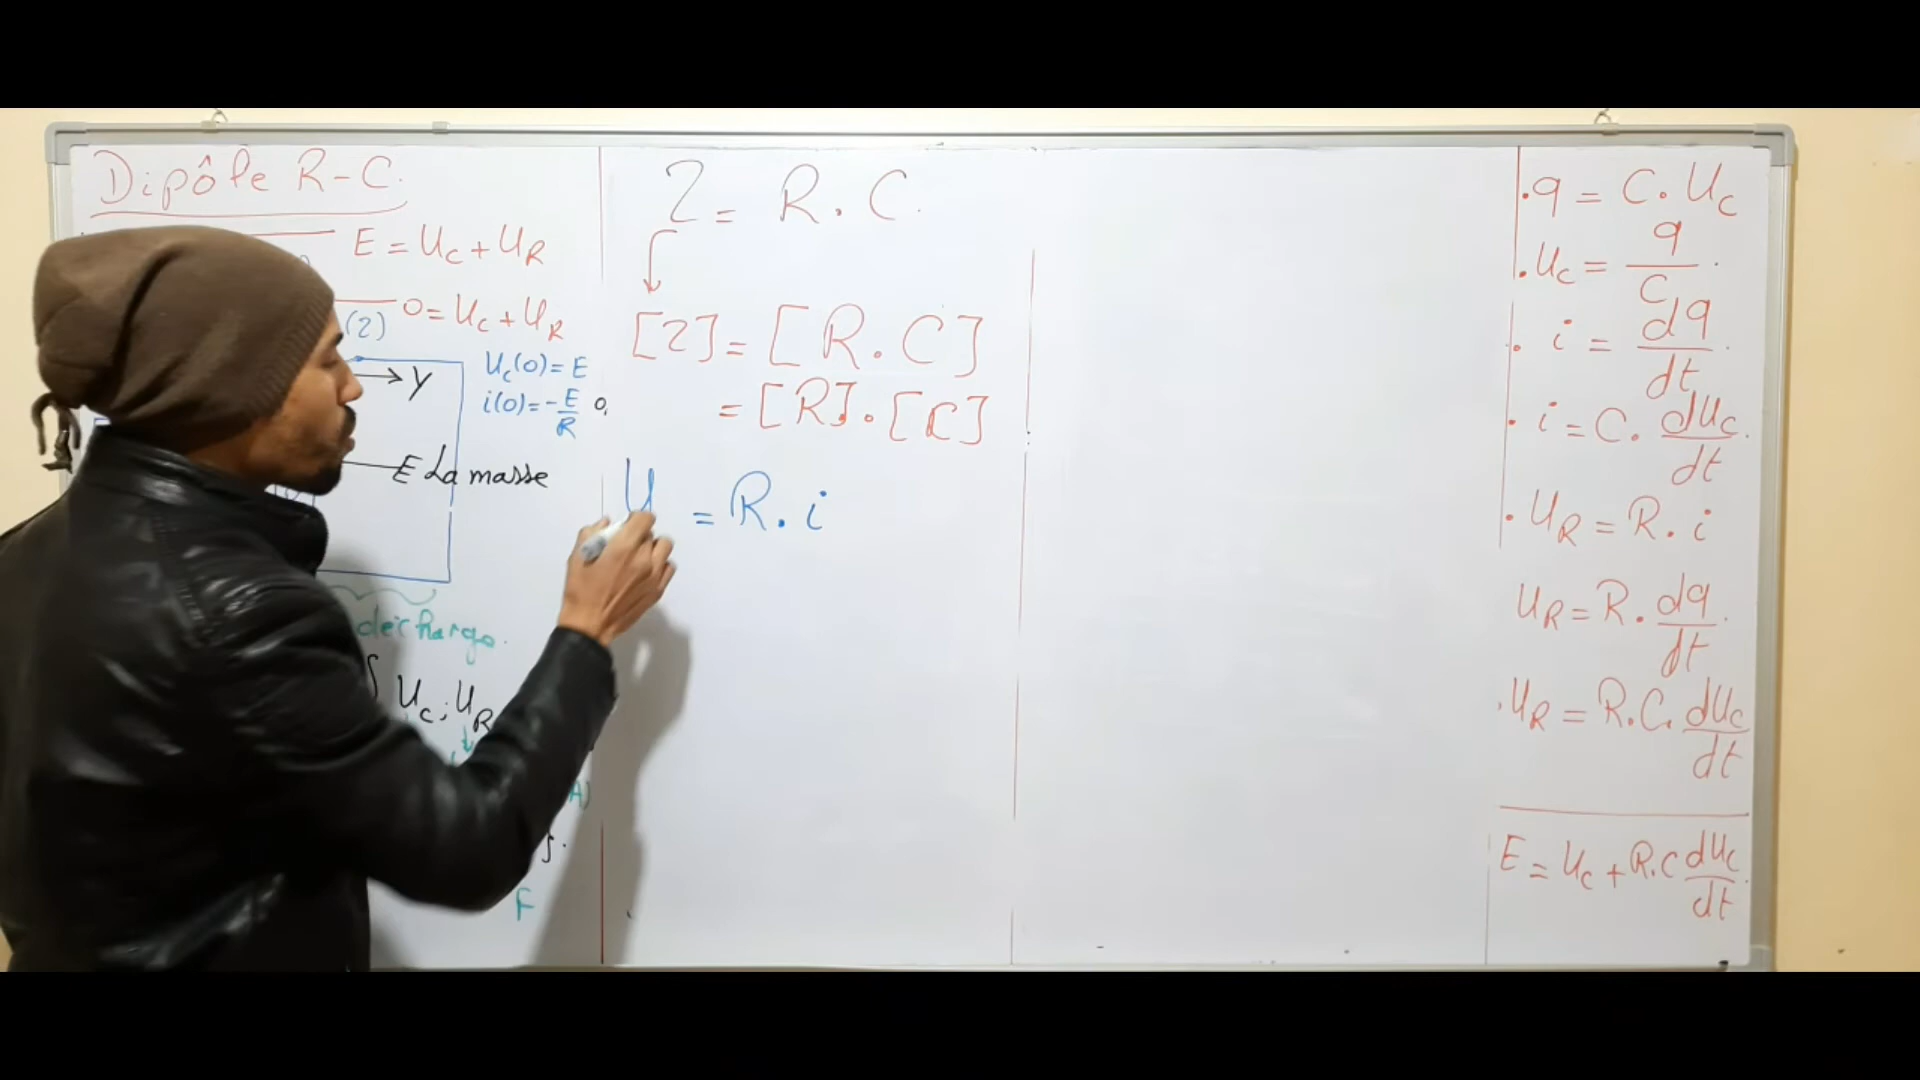 Dipôle R-C.
E = Uc + UR
0 = Uc + UR
(2)
Uc(0) = E
Y
i(0) = -E/R
E La masse
décharge.
Uc ; UR
A)
F
τ = R . C
[τ] = [R . C]
= [R] . [C]
U = R . i
. q = C . Uc
. Uc = q/C .
. i = dq/dt .
. i = C . dUc/dt .
. UR = R . i
UR = R . dq/dt .
. UR = R.C. dUc/dt
E = Uc + R.C dUc/dt .